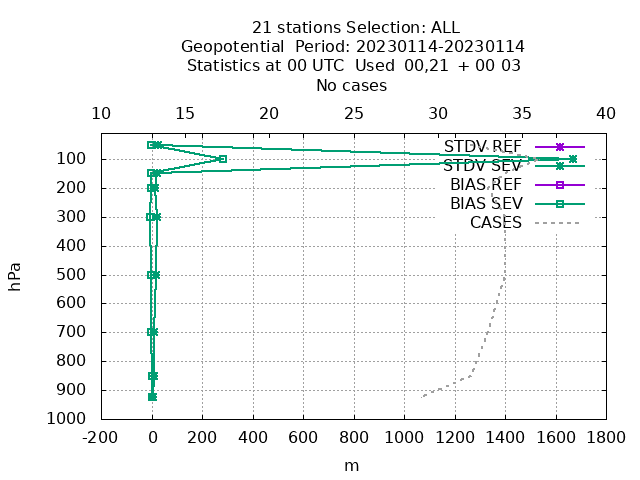 21 stations Selection: ALL
Geopotential  Period: 20230114-20230114
Statistics at 00 UTC  Used  00,21  + 00 03
No cases
10 15 20 25 30 35 40
STDV REF
STDV SEV
BIAS REF
BIAS SEV
CASES
100
200
300
400
500
600
700
800
900
1000
hPa
-200 0 200 400 600 800 1000 1200 1400 1600 1800
m